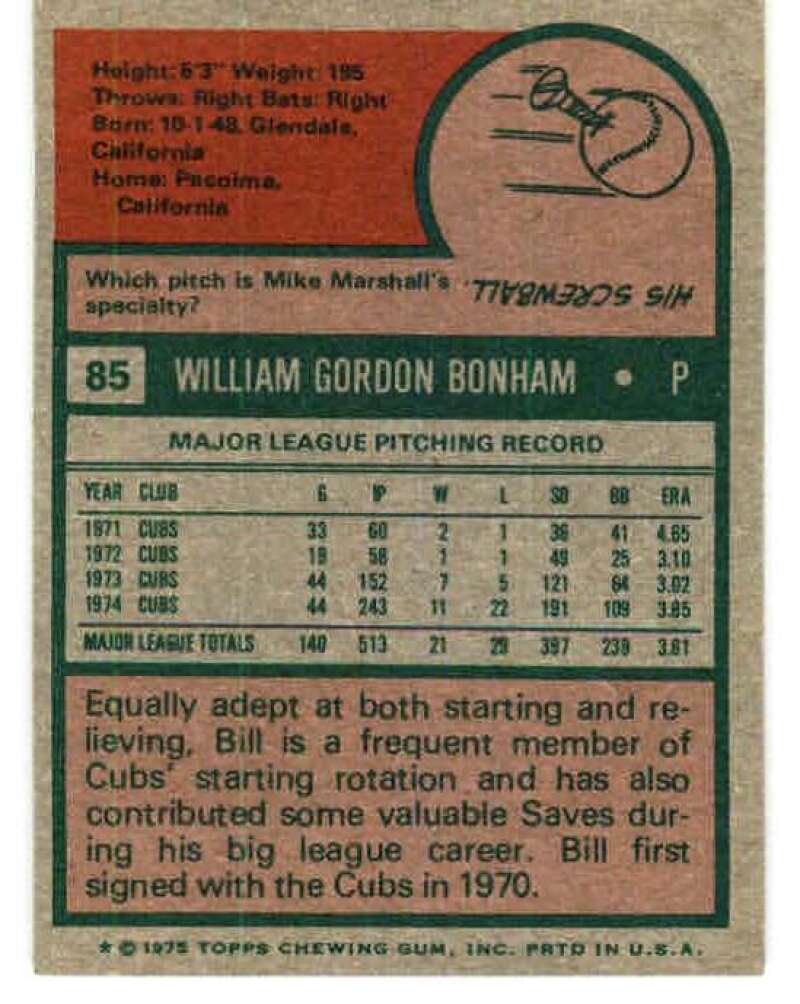 Height: 6'3" Weight: 195
Throws: Right Bats: Right
Born: 10-1-48, Glendale,
California
Home: Pacoima,
California
Which pitch is Mike Marshall's
specialty?
HIS SCREWBALL.
85 WILLIAM GORDON BONHAM • P
MAJOR LEAGUE PITCHING RECORD
YEAR CLUB G IP W L SO BB ERA
1971 CUBS 33 60 2 1 36 41 4.65
1972 CUBS 19 58 1 1 49 25 3.10
1973 CUBS 44 152 7 5 121 64 3.02
1974 CUBS 44 243 11 22 191 109 3.85
MAJOR LEAGUE TOTALS 140 513 21 29 397 239 3.61
Equally adept at both starting and re-
lieving, Bill is a frequent member of
Cubs' starting rotation and has also
contributed some valuable Saves dur-
ing his big league career. Bill first
signed with the Cubs in 1970.
* © 1975 TOPPS CHEWING GUM, INC. PRTD IN U.S.A.